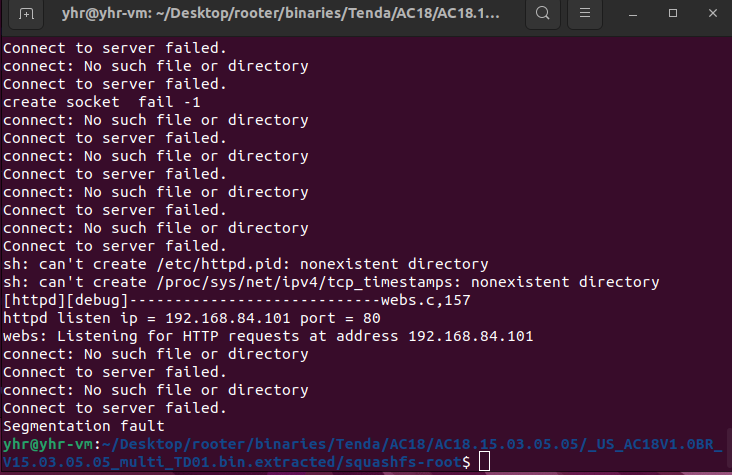 yhr@yhr-vm: ~/Desktop/rooter/binaries/Tenda/AC18/AC18.1...
Connect to server failed.
connect: No such file or directory
Connect to server failed.
create socket  fail -1
connect: No such file or directory
Connect to server failed.
connect: No such file or directory
Connect to server failed.
connect: No such file or directory
Connect to server failed.
connect: No such file or directory
Connect to server failed.
sh: can't create /etc/httpd.pid: nonexistent directory
sh: can't create /proc/sys/net/ipv4/tcp_timestamps: nonexistent directory
[httpd][debug]----------------------------webs.c,157
httpd listen ip = 192.168.84.101 port = 80
webs: Listening for HTTP requests at address 192.168.84.101
connect: No such file or directory
Connect to server failed.
connect: No such file or directory
Connect to server failed.
Segmentation fault
yhr@yhr-vm:~/Desktop/rooter/binaries/Tenda/AC18/AC18.15.03.05.05/_US_AC18V1.0BR_
V15.03.05.05_multi_TD01.bin.extracted/squashfs-root$